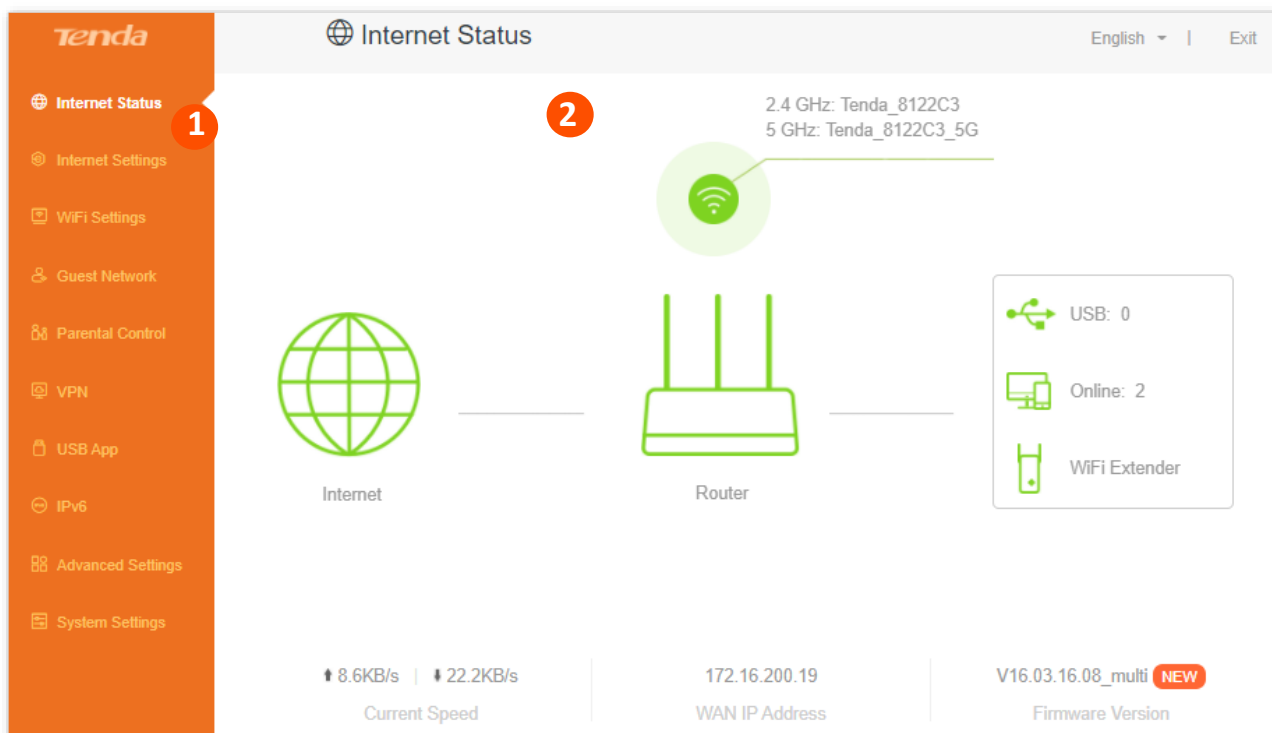 Tenda
Internet Status
English | Exit
Internet Status
1
Internet Settings
WiFi Settings
Guest Network
Parental Control
VPN
USB App
IPv6
Advanced Settings
System Settings
2
2.4 GHz: Tenda_8122C3
5 GHz: Tenda_8122C3_5G
Internet
Router
USB: 0
Online: 2
WiFi Extender
8.6KB/s | 22.2KB/s
Current Speed
172.16.200.19
WAN IP Address
V16.03.16.08_multi NEW
Firmware Version